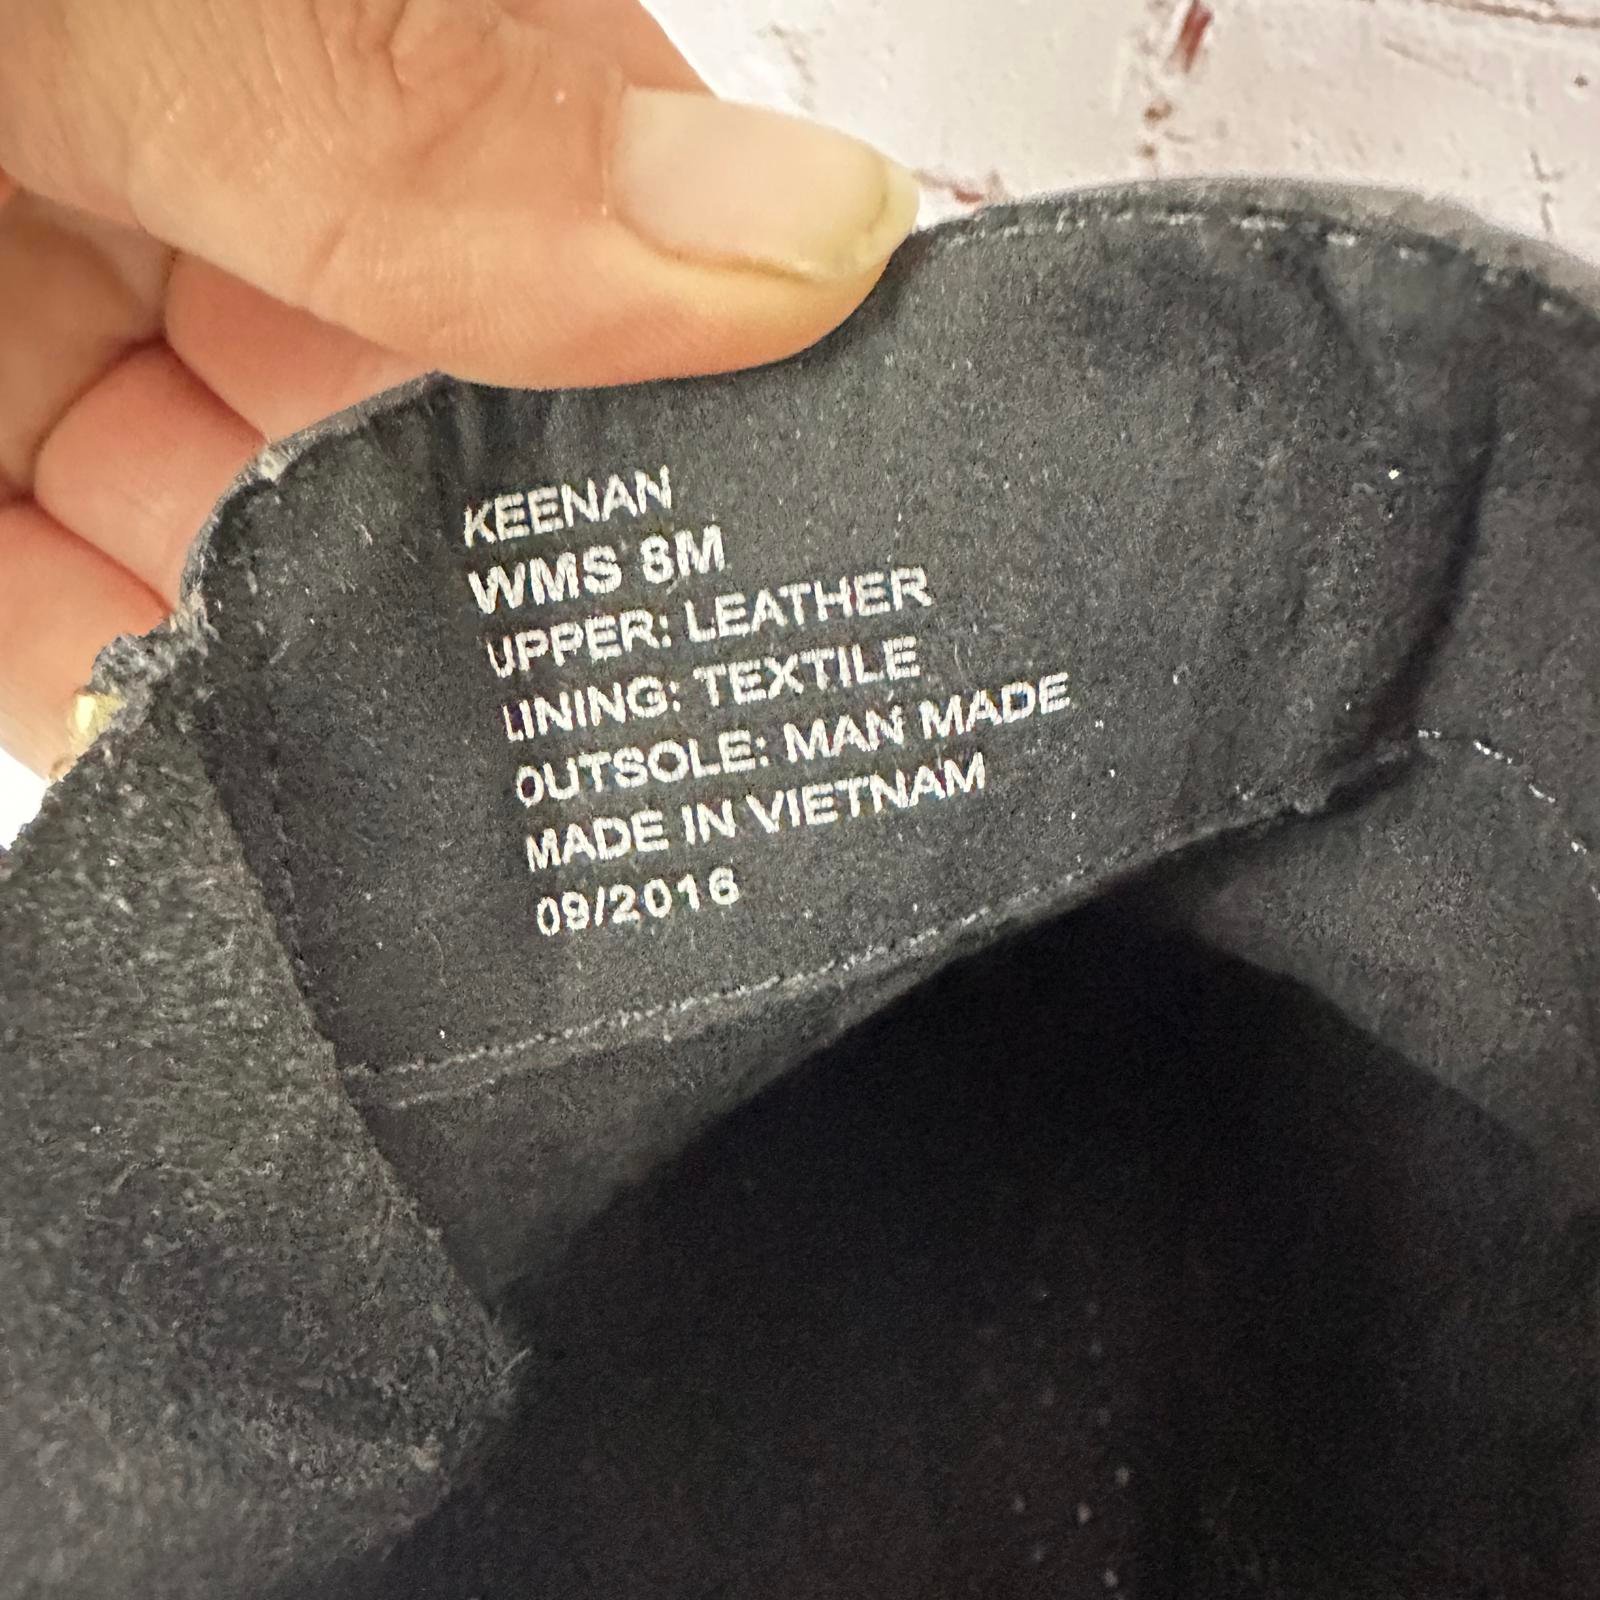 KEENAN
WMS 8M
UPPER: LEATHER
LINING: TEXTILE
OUTSOLE: MAN MADE
MADE IN VIETNAM
09/2016